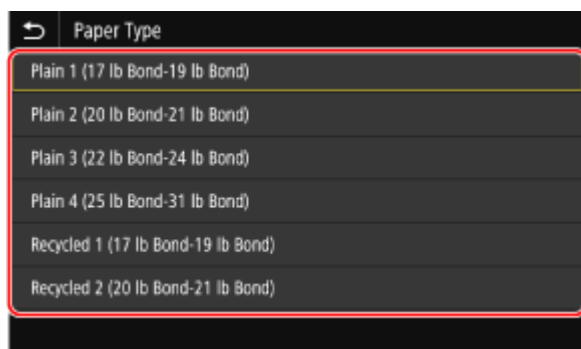 Paper Type
Plain 1 (17 lb Bond-19 lb Bond)
Plain 2 (20 lb Bond-21 lb Bond)
Plain 3 (22 lb Bond-24 lb Bond)
Plain 4 (25 lb Bond-31 lb Bond)
Recycled 1 (17 lb Bond-19 lb Bond)
Recycled 2 (20 lb Bond-21 lb Bond)